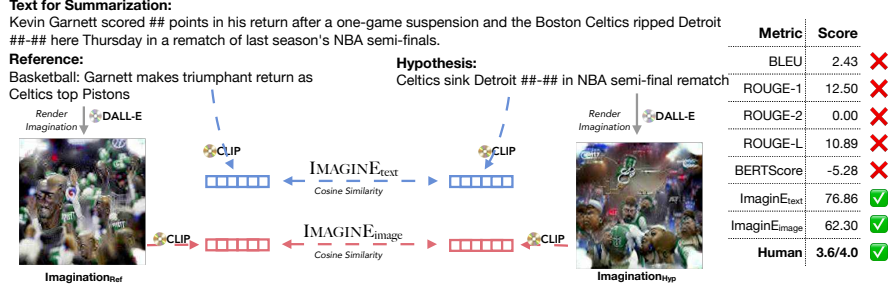 Text for Summarization:
Kevin Garnett scored ## points in his return after a one-game suspension and the Boston Celtics ripped Detroit
##-## here Thursday in a rematch of last season's NBA semi-finals.
Reference:
Basketball: Garnett makes triumphant return as
Celtics top Pistons
Hypothesis:
Celtics sink Detroit ##-## in NBA semi-final rematch
Render
Imagination
DALL-E
Render
Imagination
DALL-E
CLIP
IMAGINEtext
Cosine Similarity
CLIP
CLIP
IMAGINEimage
Cosine Similarity
CLIP
ImaginationRef
ImaginationHyp
Metric Score
BLEU 2.43
ROUGE-1 12.50
ROUGE-2 0.00
ROUGE-L 10.89
BERTScore -5.28
ImaginEtext 76.86
ImaginEimage 62.30
Human 3.6/4.0